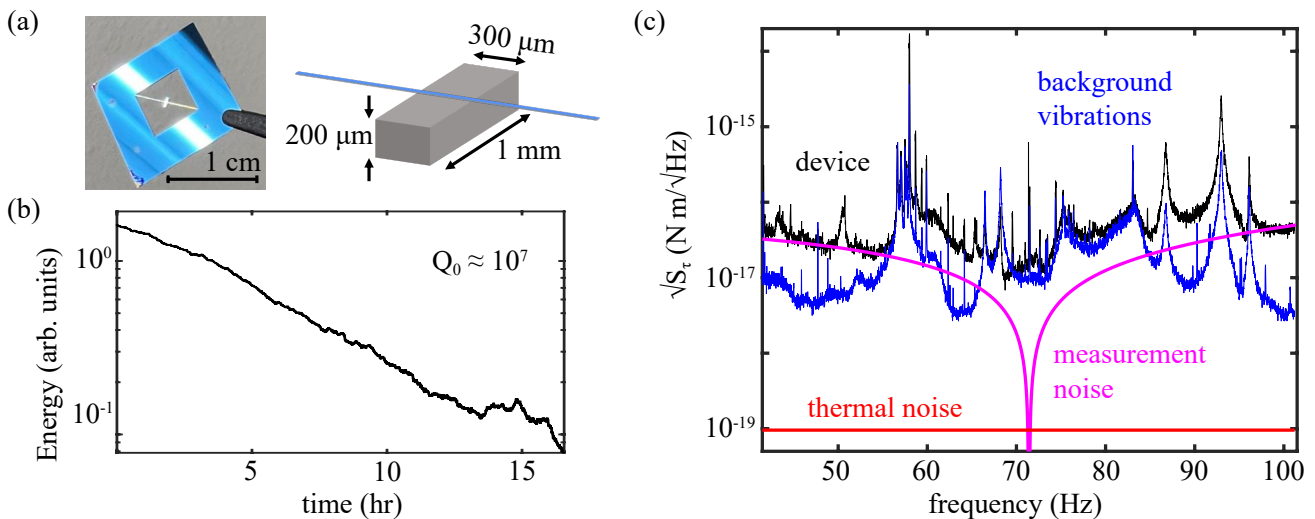 (a)
300 μm
200 μm
1 mm
1 cm
(b)
10⁰
10⁻¹
Q₀ ≈ 10⁷
Energy (arb. units)
5
10
15
time (hr)
(c)
background
vibrations
device
measurement
noise
thermal noise
10⁻¹⁵
10⁻¹⁷
10⁻¹⁹
√S_τ (N m/√Hz)
50
60
70
80
90
100
frequency (Hz)